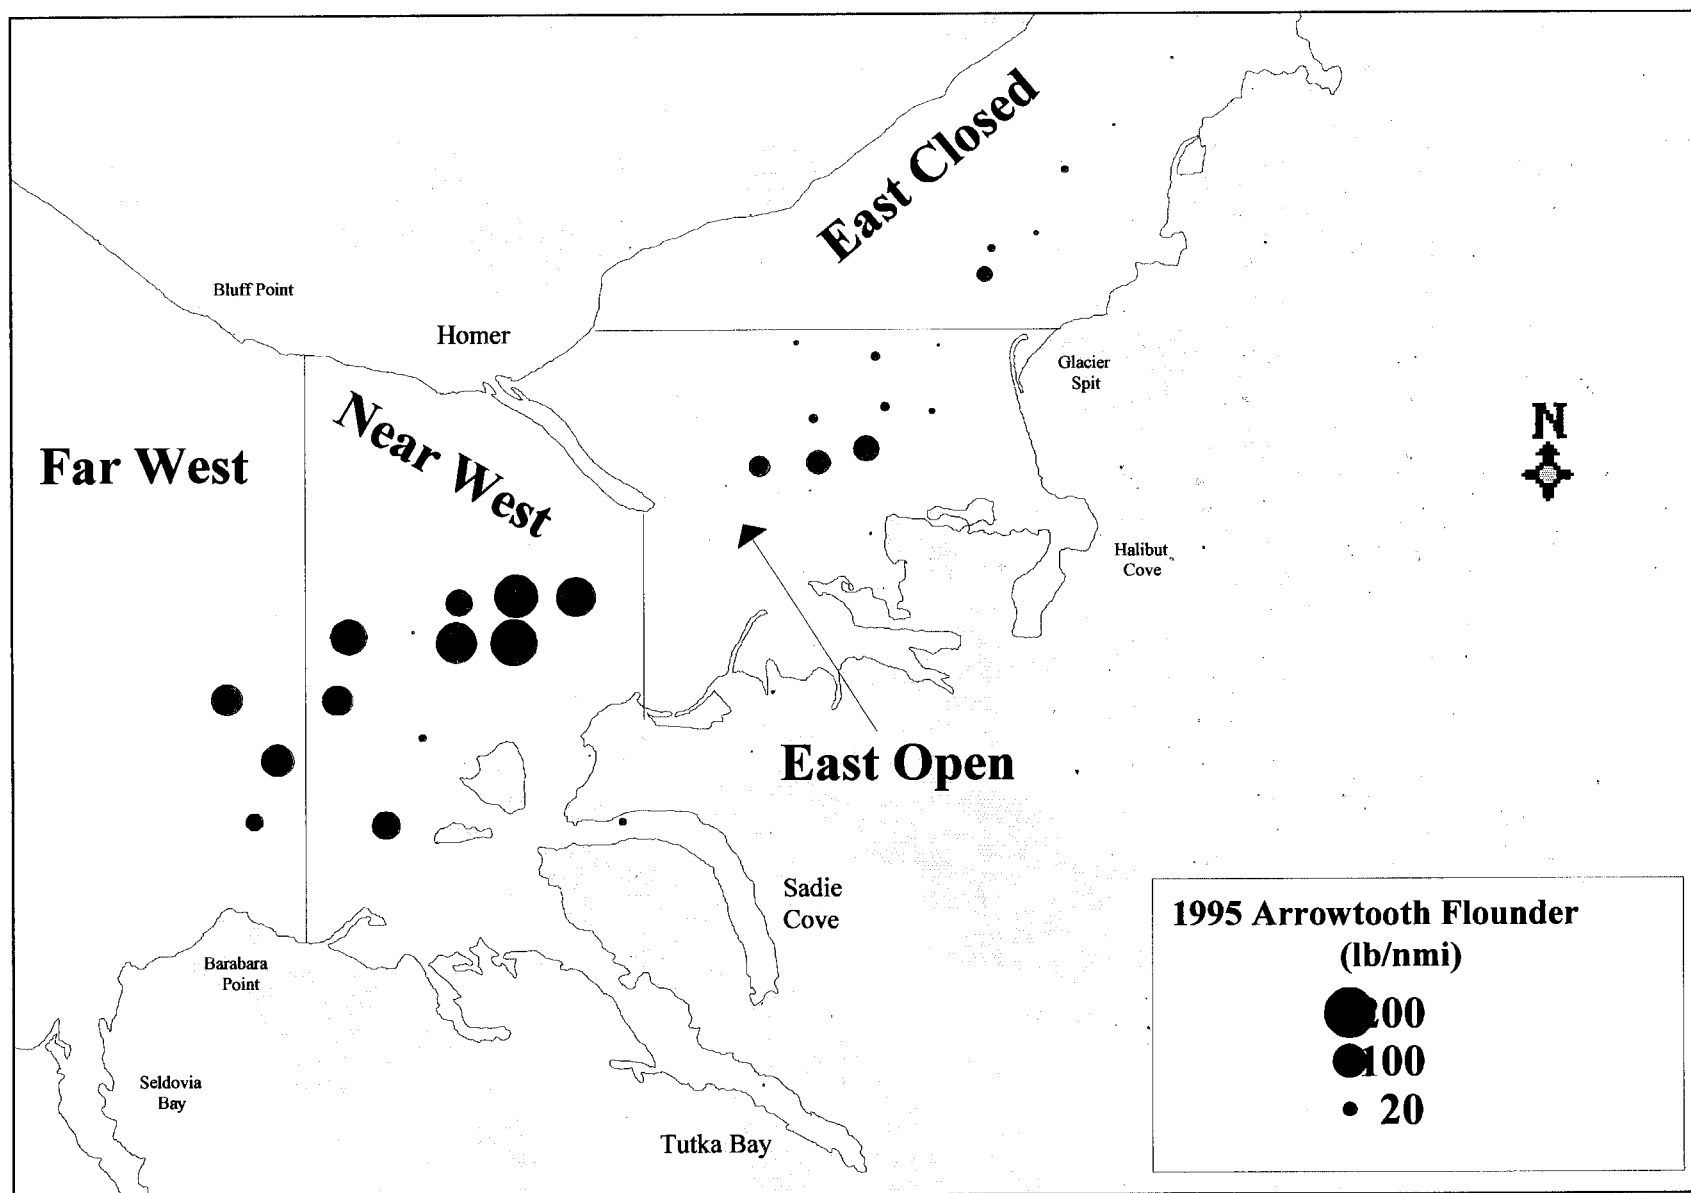 East Closed
Bluff Point
Homer
Glacier
Spit
Near West
Far West
N
Halibut
Cove
East Open
Sadie
Cove
Barabara
Point
Seldovia
Bay
Tutka Bay
1995 Arrowtooth Flounder
(lb/nmi)
200
100
20